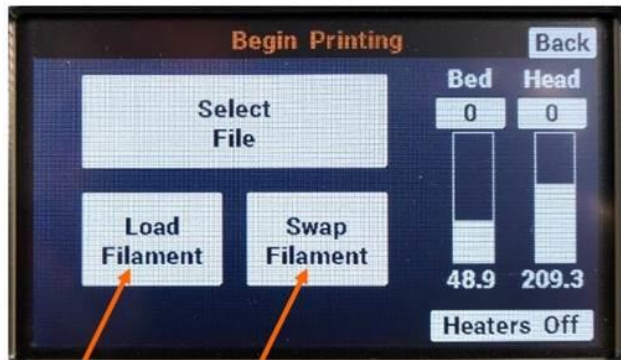 Begin Printing
Back
Bed Head
0 0
Select
File
Load
Filament
Swap
Filament
48.9 209.3
Heaters Off